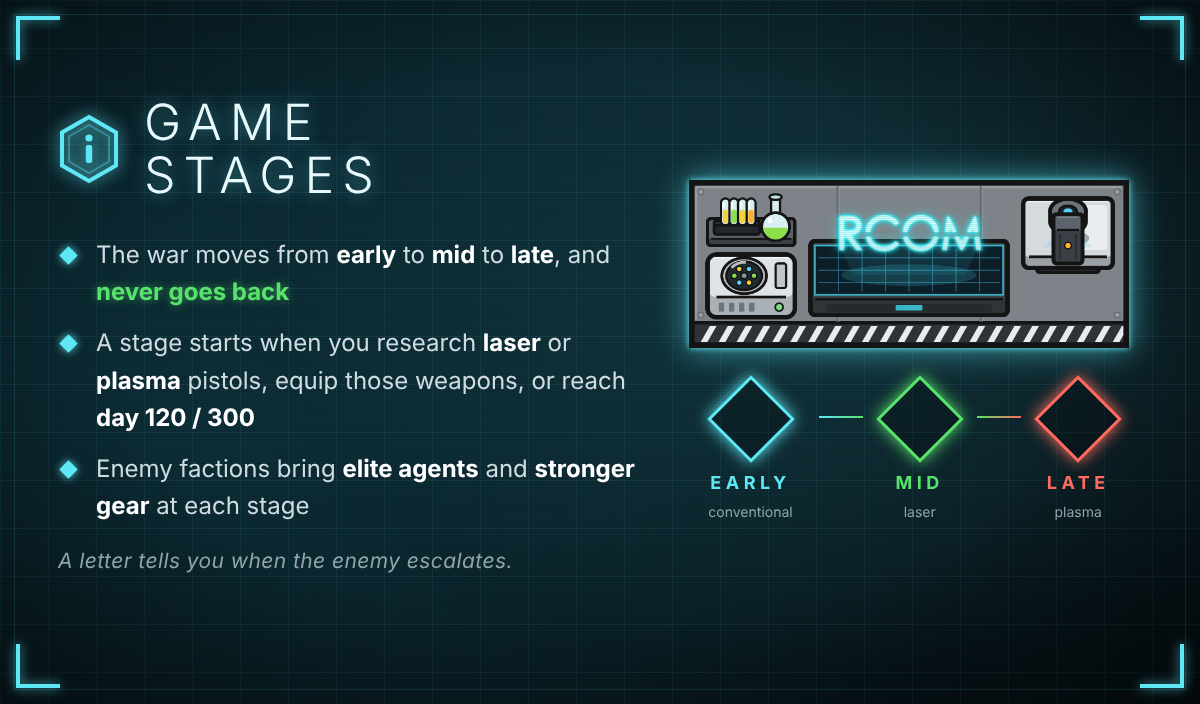 GAME
STAGES
The war moves from early to mid to late, and
never goes back
A stage starts when you research laser or
plasma pistols, equip those weapons, or reach
day 120 / 300
Enemy factions bring elite agents and stronger
gear at each stage
A letter tells you when the enemy escalates.
RCOM
EARLY
MID
LATE
conventional
laser
plasma